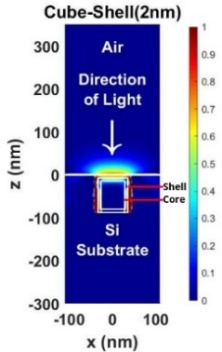 Cube-Shell(2nm)
z (nm)
300
200
100
0
-100
-200
-300
Air
Direction
of Light
Shell
Core
Si
Substrate
-100 0 100
x (nm)
1
0.9
0.8
0.7
0.6
0.5
0.4
0.3
0.2
0.1
0